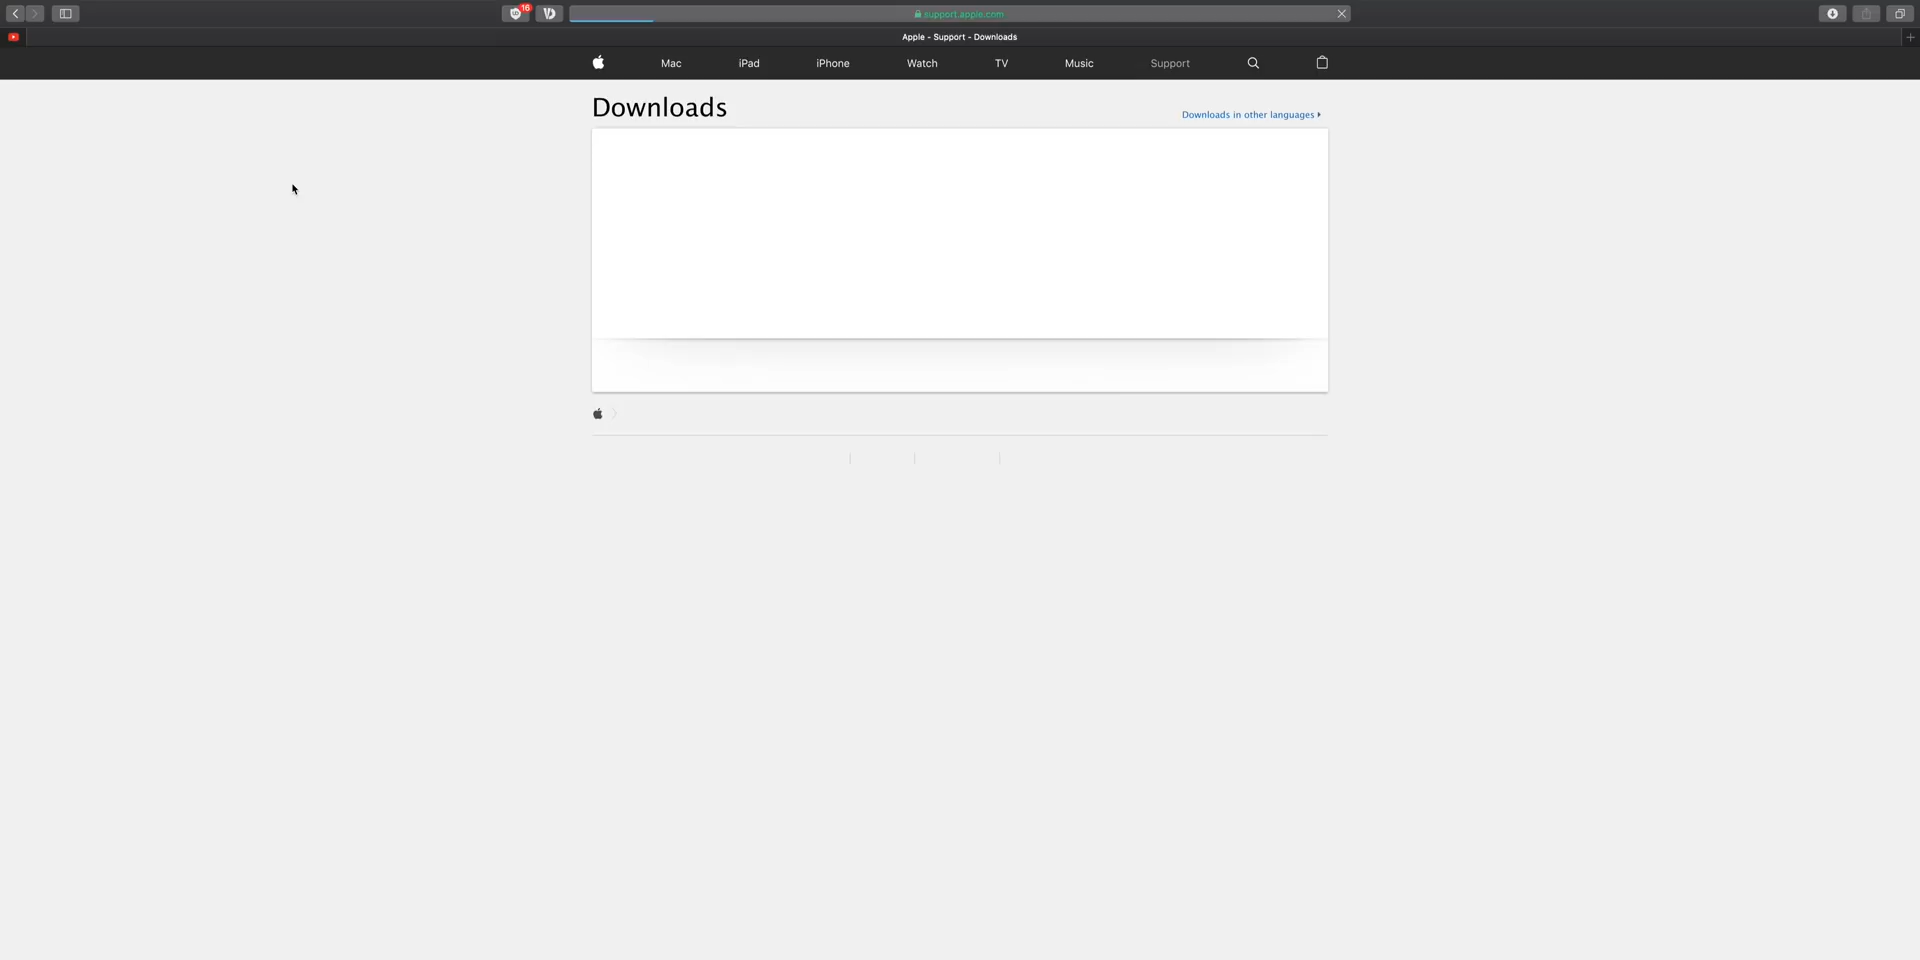 16
support.apple.com
Apple - Support - Downloads
Mac iPad iPhone Watch TV Music Support
Downloads
Downloads in other languages